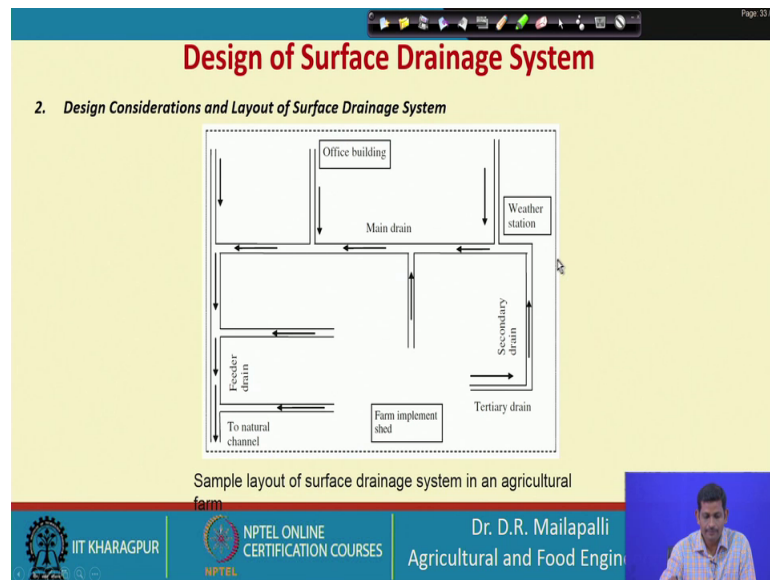 Page: 33 /
Design of Surface Drainage System
2. Design Considerations and Layout of Surface Drainage System
Office building
Weather
station
Main drain
Secondary
drain
Feeder
drain
Tertiary drain
Farm implement
shed
To natural
channel
Sample layout of surface drainage system in an agricultural
farm
IIT KHARAGPUR
NPTEL
NPTEL ONLINE
CERTIFICATION COURSES
Dr. D.R. Mailapalli
Agricultural and Food Engin